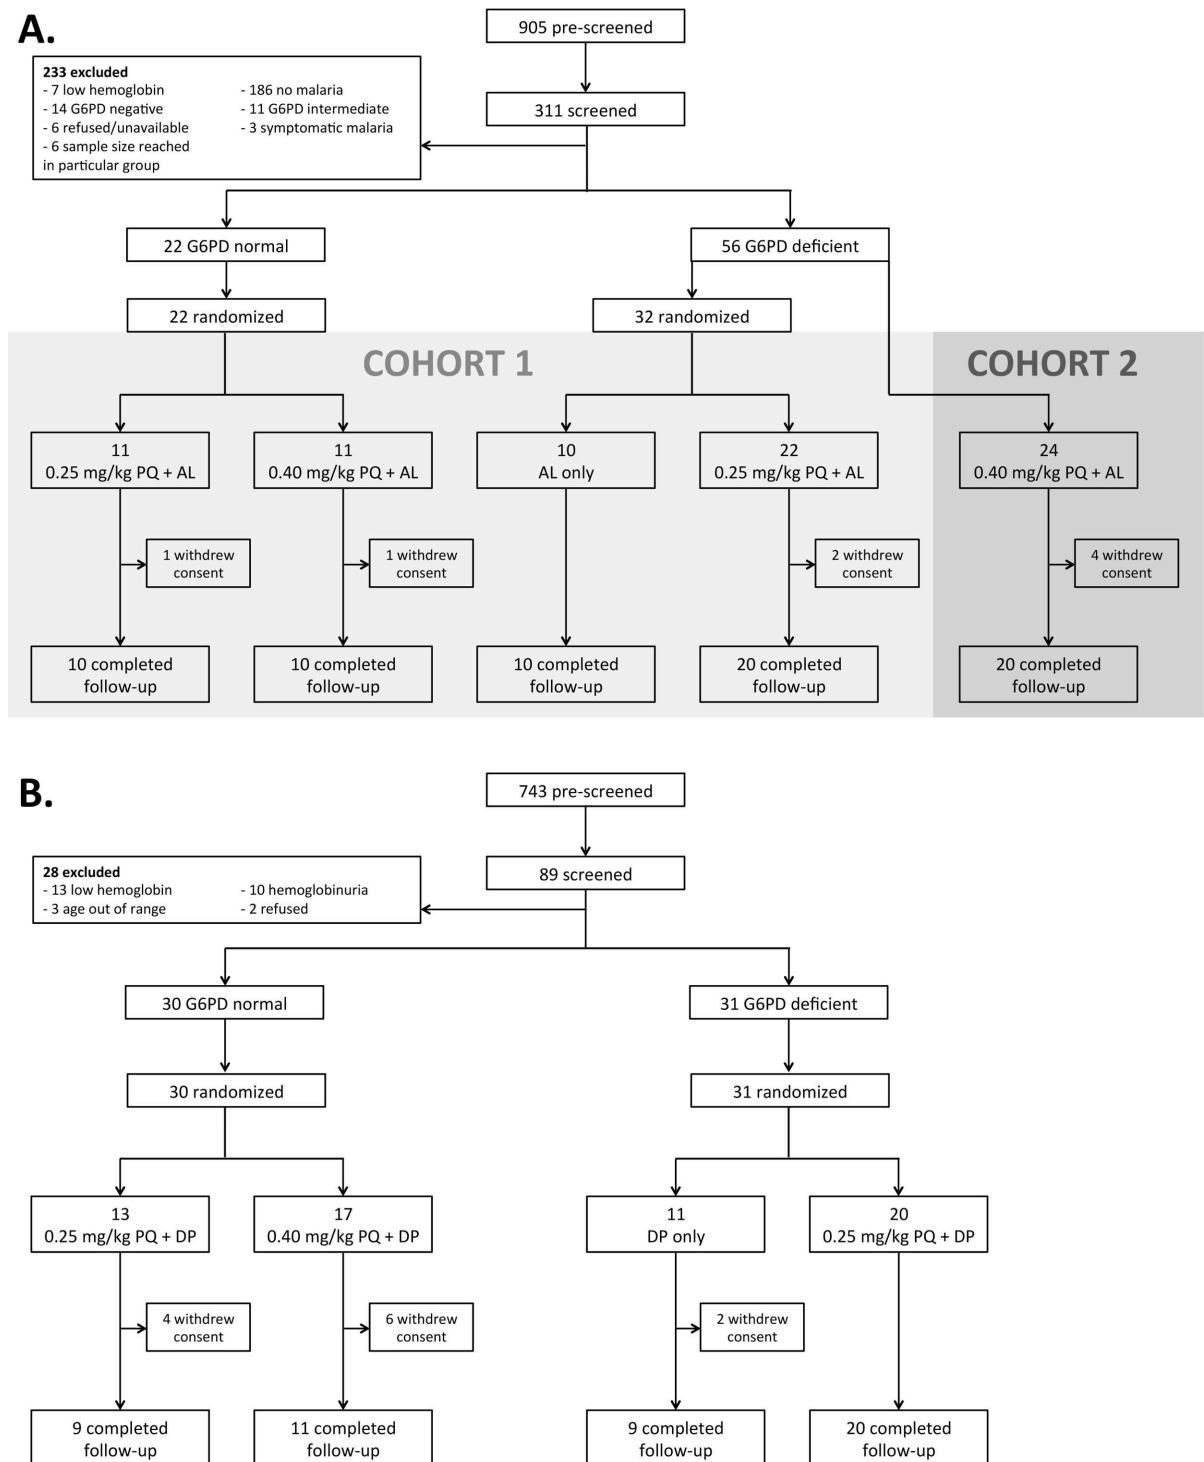 A.
905 pre-screened
233 excluded
- 7 low hemoglobin
- 14 G6PD negative
- 6 refused/unavailable
- 6 sample size reached
in particular group
- 186 no malaria
- 11 G6PD intermediate
- 3 symptomatic malaria
311 screened
22 G6PD normal
56 G6PD deficient
22 randomized
32 randomized
COHORT 1
COHORT 2
11
0.25 mg/kg PQ + AL
11
0.40 mg/kg PQ + AL
10
AL only
22
0.25 mg/kg PQ + AL
24
0.40 mg/kg PQ + AL
1 withdrew
consent
1 withdrew
consent
2 withdrew
consent
4 withdrew
consent
10 completed
follow-up
10 completed
follow-up
10 completed
follow-up
20 completed
follow-up
20 completed
follow-up
B.
743 pre-screened
28 excluded
- 13 low hemoglobin
- 3 age out of range
- 10 hemoglobinuria
- 2 refused
89 screened
30 G6PD normal
31 G6PD deficient
30 randomized
31 randomized
13
0.25 mg/kg PQ + DP
17
0.40 mg/kg PQ + DP
11
DP only
20
0.25 mg/kg PQ + DP
4 withdrew
consent
6 withdrew
consent
2 withdrew
consent
9 completed
follow-up
11 completed
follow-up
9 completed
follow-up
20 completed
follow-up